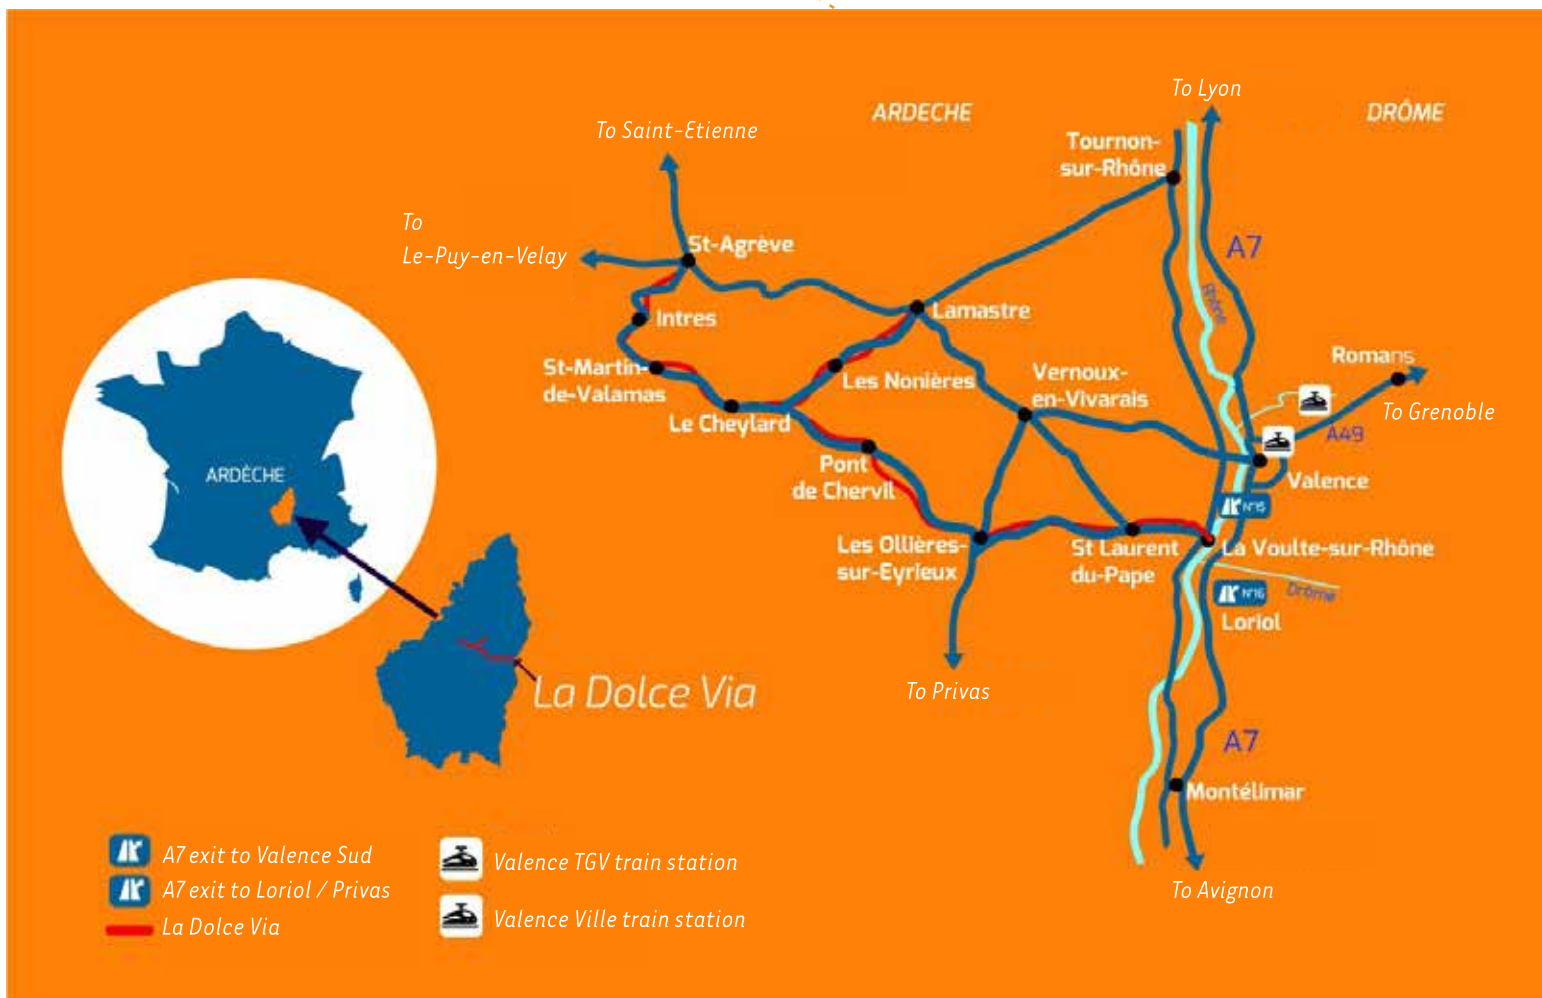 To Lyon
ARDECHE
DRÔME
To Saint-Etienne
Tournon-
sur-Rhône
To
Le-Puy-en-Velay
St-Agrève
A7
Rhône
Intres
Lamastre
Romans
St-Martin-
de-Valamas
Les Nonières
Vernoux-
en-Vivarais
To Grenoble
Le Cheylard
A49
ARDÈCHE
Pont
de Chervil
Valence
N°15
Les Ollières-
sur-Eyrieux
St Laurent
du-Pape
La Voulte-sur-Rhône
N°16
Drôme
Loriol
La Dolce Via
To Privas
A7
Montélimar
A7 exit to Valence Sud
A7 exit to Loriol / Privas
La Dolce Via
Valence TGV train station
Valence Ville train station
To Avignon